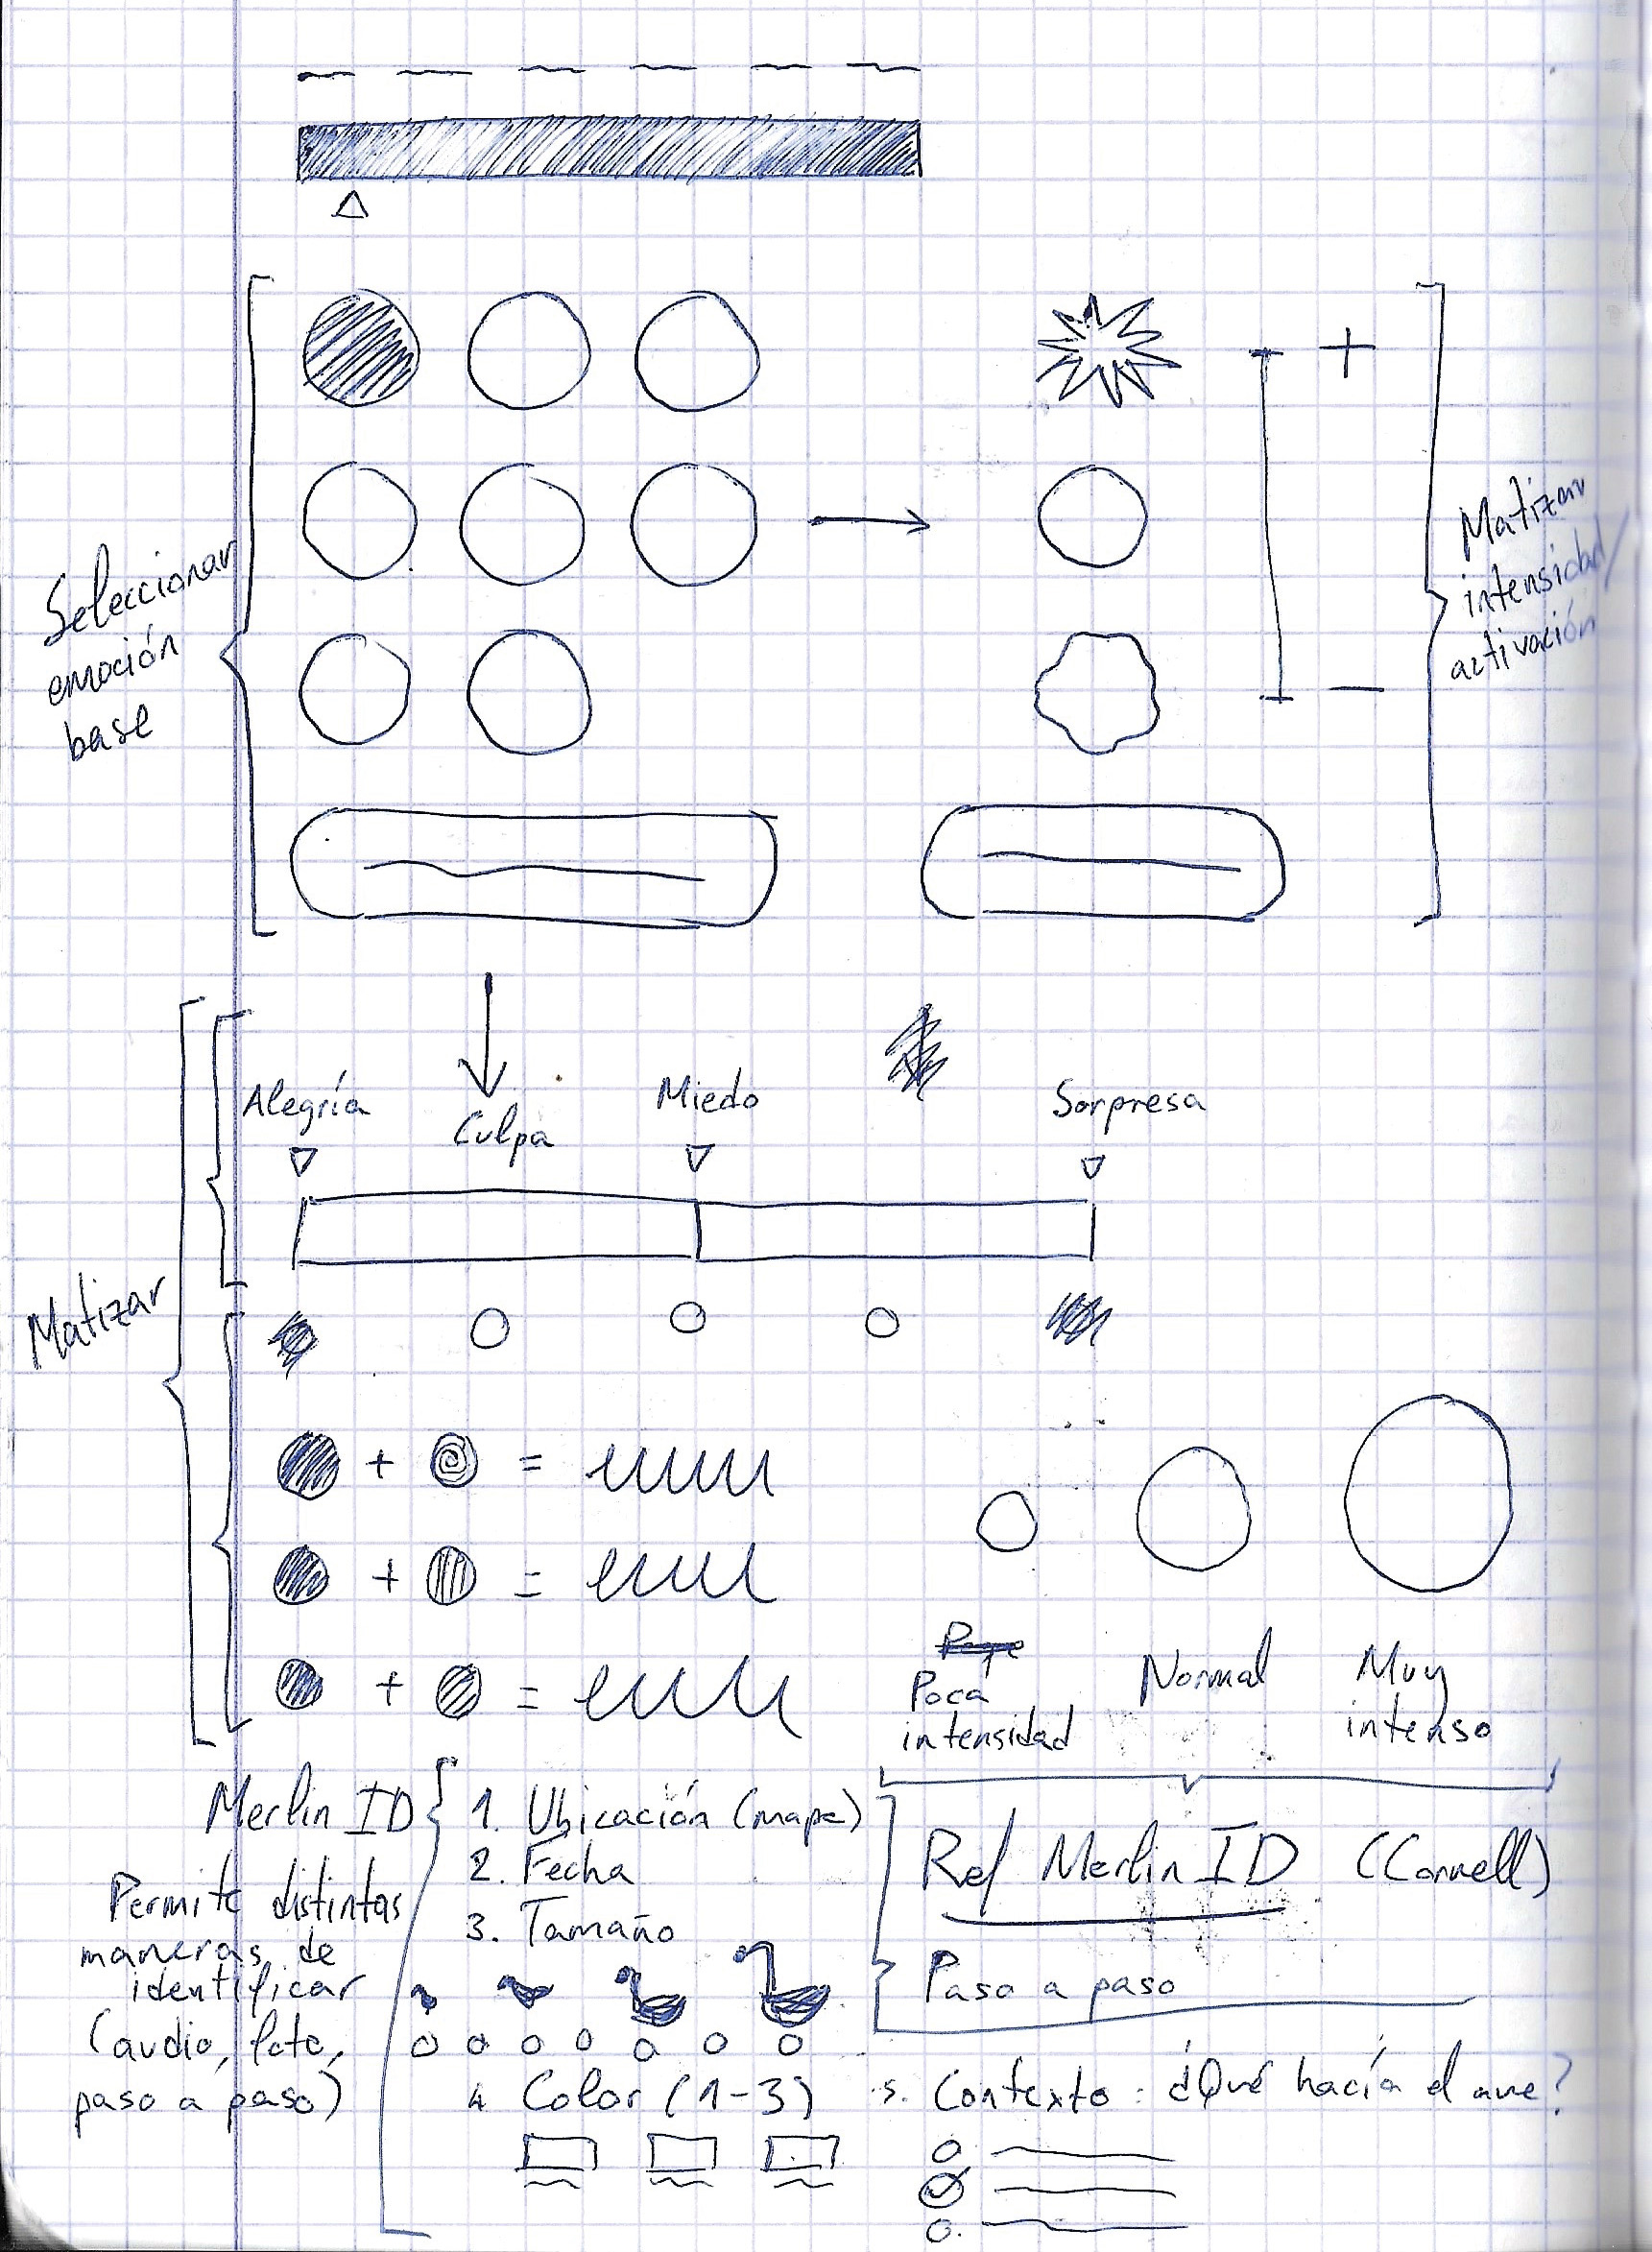 Seleccionar
emoción
base
+
-
Matizar
intensidad/
activación
Alegría
Culpa
Miedo
Sorpresa
Matizar
+ =
+ =
+ =
Poca
intensidad
Normal
Muy
intenso
Merlin ID
Permite distintas
maneras de
identificar
(audio, foto,
paso a paso)
1. Ubicación (mapa)
2. Fecha
3. Tamaño
4 Color (1-3)
Ref Merlin ID (Cornell)
Paso a paso
5. Contexto: ¿Qué hacía el ave?